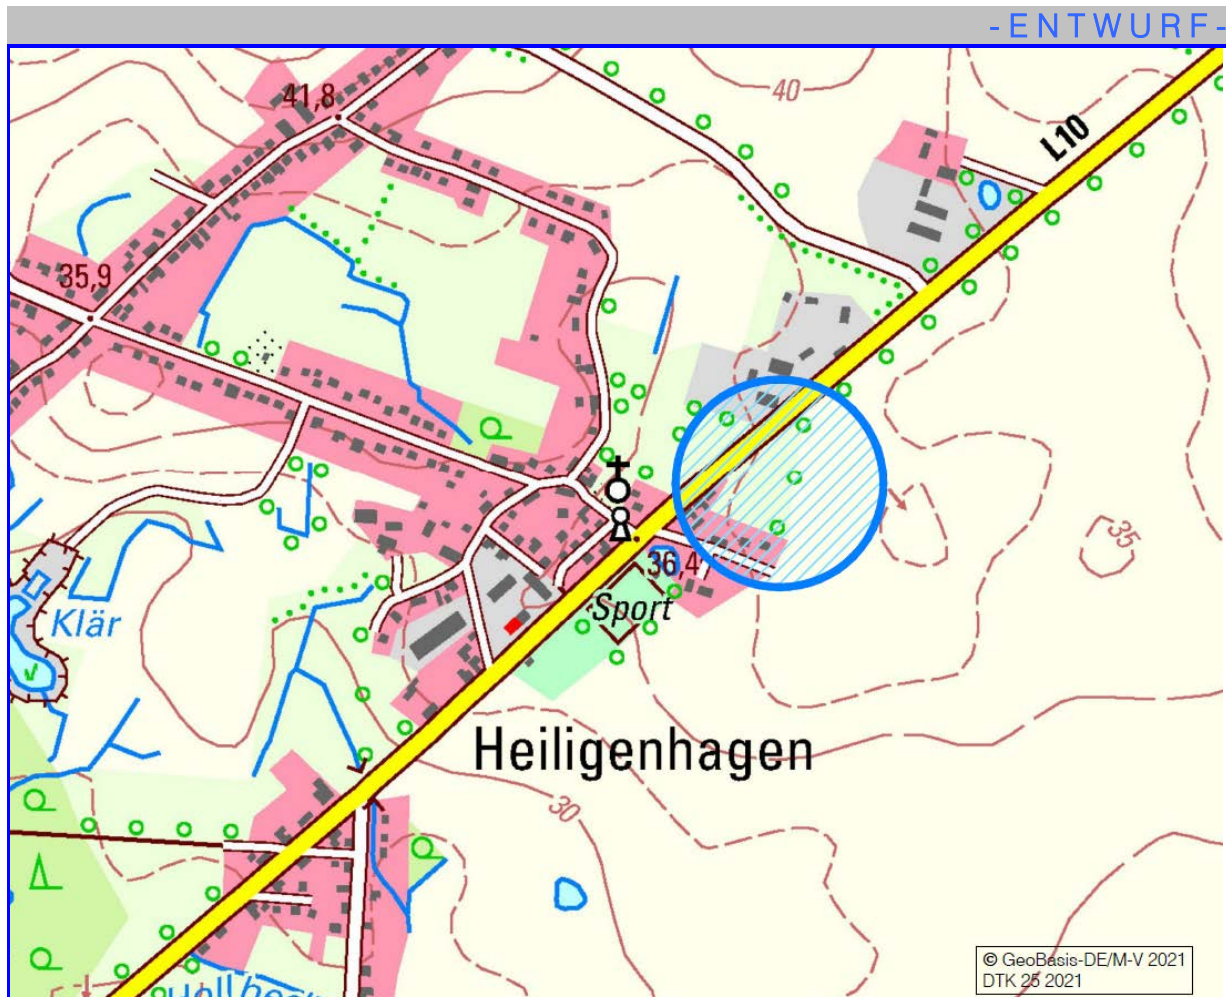 -ENTWURF-
41,8
40
L10
35,9
36,4
35
Sport
Klär
Heiligenhagen
30
© GeoBasis-DE/M-V 2021
DTK 25 2021